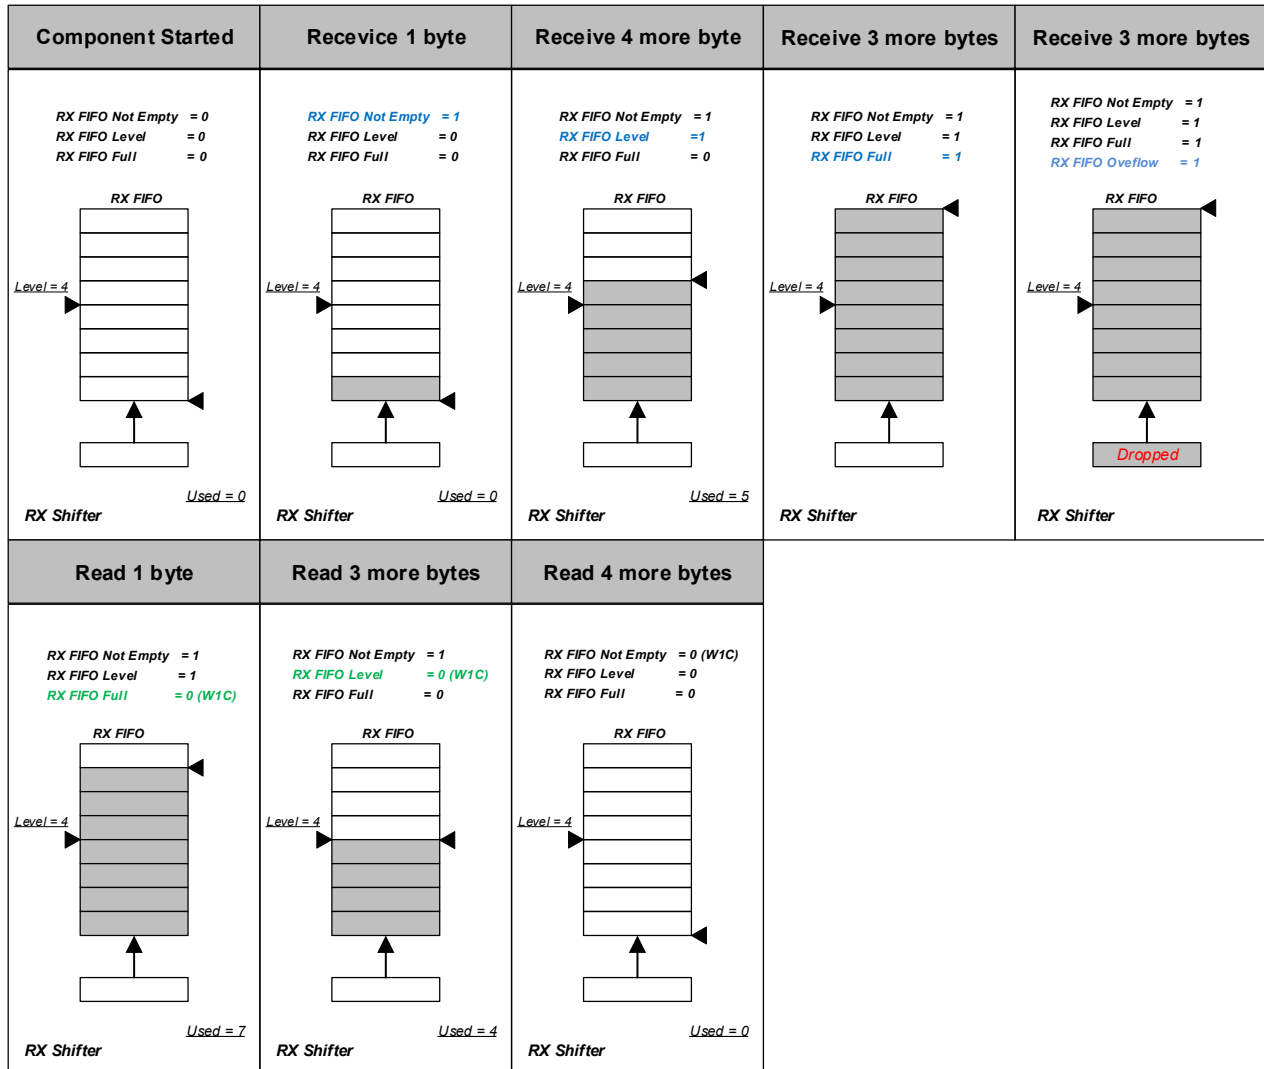 Component Started
Recevice 1 byte
Receive 4 more byte
Receive 3 more bytes
Receive 3 more bytes
RX FIFO Not Empty = 0
RX FIFO Level = 0
RX FIFO Full = 0
RX FIFO
Level = 4
Used = 0
RX Shifter
RX FIFO Not Empty = 1
RX FIFO Level = 0
RX FIFO Full = 0
RX FIFO
Level = 4
Used = 0
RX FIFO Not Empty = 1
RX FIFO Level =1
RX FIFO Full = 0
RX FIFO
Level = 4
Used = 5
RX FIFO Not Empty = 1
RX FIFO Level = 1
RX FIFO Full = 1
RX FIFO
Level = 4
RX Shifter
RX FIFO Not Empty = 1
RX FIFO Level = 1
RX FIFO Full = 1
RX FIFO Oveflow = 1
RX FIFO
Level = 4
Dropped
RX Shifter
Read 1 byte
Read 3 more bytes
Read 4 more bytes
RX FIFO Not Empty = 1
RX FIFO Level = 1
RX FIFO Full = 0 (W1C)
RX FIFO
Level = 4
Used = 7
RX Shifter
RX FIFO Not Empty = 1
RX FIFO Level = 0 (W1C)
RX FIFO Full = 0
RX FIFO
Level = 4
Used = 4
RX Shifter
RX FIFO Not Empty = 0 (W1C)
RX FIFO Level = 0
RX FIFO Full = 0
RX FIFO
Level = 4
Used = 0
RX Shifter